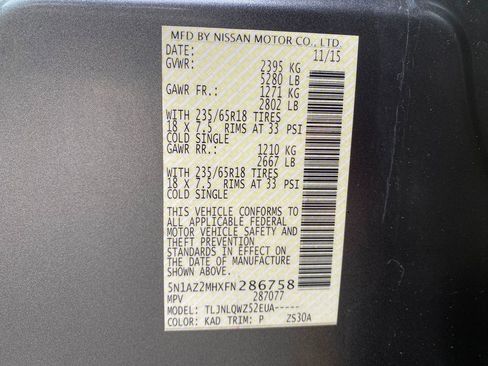 MFD BY NISSAN MOTOR CO., LTD.
DATE: 11/15
GVWR: 2395 KG
5280 LB
GAWR FR.: 1271 KG
2802 LB
WITH 235/65R18 TIRES
18 X 7.5 RIMS AT 33 PSI
COLD SINGLE
GAWR RR.: 1210 KG
2667 LB
WITH 235/65R18 TIRES
18 X 7.5 RIMS AT 33 PSI
COLD SINGLE
THIS VEHICLE CONFORMS TO
ALL APPLICABLE FEDERAL
MOTOR VEHICLE SAFETY AND
THEFT PREVENTION
STANDARDS IN EFFECT ON
THE DATE OF MANUFACTURE
SHOWN ABOVE.
5N1AZ2MHXFN286758
MPV 287077
MODEL: TLJNLQWZ52EUA-----
COLOR: KAD TRIM: P ZS30A